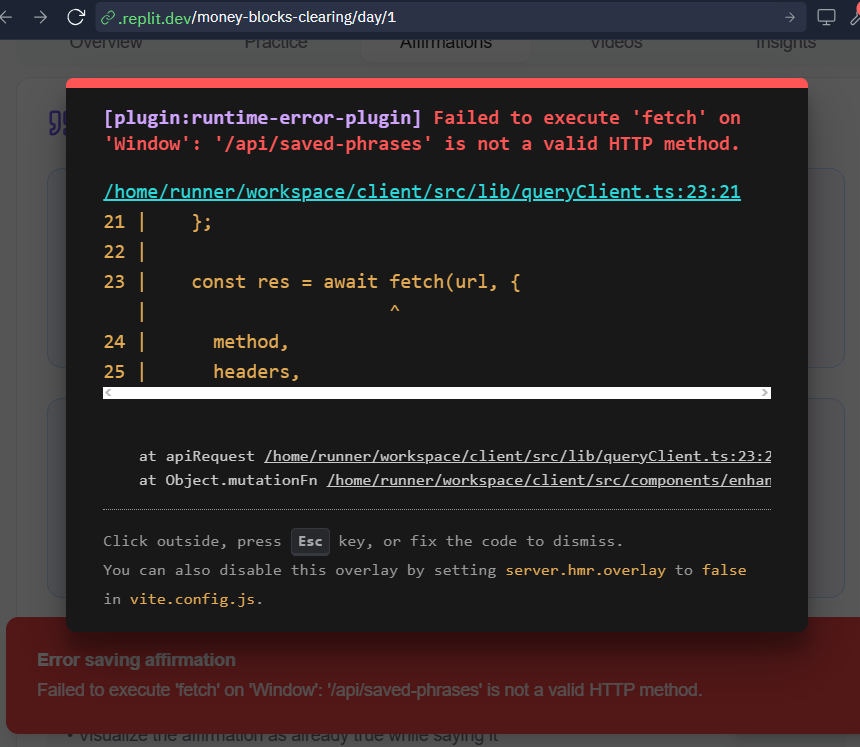 .replit.dev/money-blocks-clearing/day/1
Overview Practice Affirmations Videos Insights
[plugin:runtime-error-plugin] Failed to execute 'fetch' on
'Window': '/api/saved-phrases' is not a valid HTTP method.
/home/runner/workspace/client/src/lib/queryClient.ts:23:21
21 | };
22 |
23 | const res = await fetch(url, {
| ^
24 | method,
25 | headers,
at apiRequest /home/runner/workspace/client/src/lib/queryClient.ts:23:2
at Object.mutationFn /home/runner/workspace/client/src/components/enhan
Click outside, press Esc key, or fix the code to dismiss.
You can also disable this overlay by setting server.hmr.overlay to false
in vite.config.js.
Error saving affirmation
Failed to execute 'fetch' on 'Window': '/api/saved-phrases' is not a valid HTTP method.
• Visualize the affirmation as already true while saying it